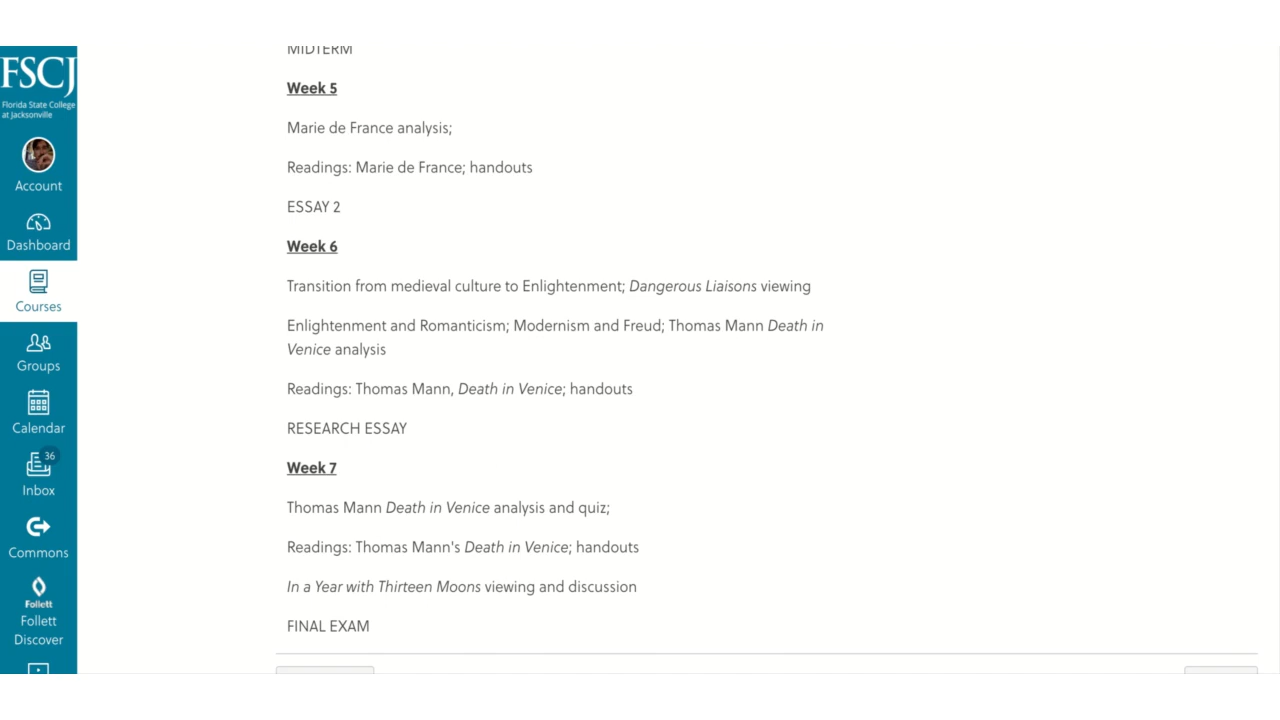 FSCJ
Florida State College
at Jacksonville
Account
Dashboard
Courses
Groups
Calendar
36
Inbox
Commons
Follett
Follett
Discover
MIDTERM
Week 5
Marie de France analysis;
Readings: Marie de France; handouts
ESSAY 2
Week 6
Transition from medieval culture to Enlightenment; Dangerous Liaisons viewing
Enlightenment and Romanticism; Modernism and Freud; Thomas Mann Death in
Venice analysis
Readings: Thomas Mann, Death in Venice; handouts
RESEARCH ESSAY
Week 7
Thomas Mann Death in Venice analysis and quiz;
Readings: Thomas Mann's Death in Venice; handouts
In a Year with Thirteen Moons viewing and discussion
FINAL EXAM